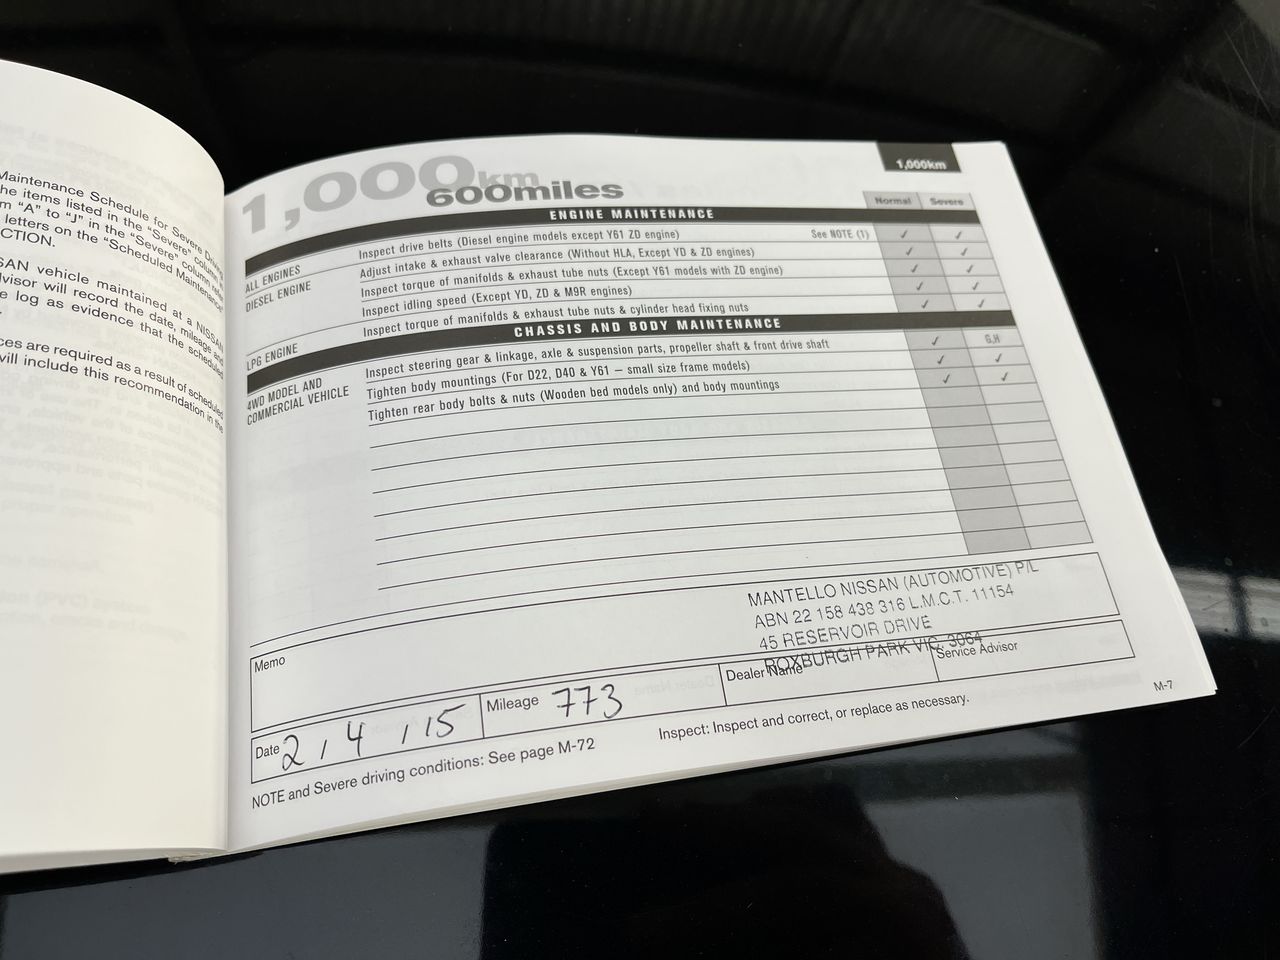 Maintenance Schedule for Severe Driving
the items listed in the "Severe" column
"A" to "J" in the "Severe" column
letters on the "Scheduled Maintenance"
CTION.
SAN vehicle maintained at a NISSAN
visor will record the date, mileage and
e log as evidence that the scheduled
ces are required as a result of scheduled
will include this recommendation in the
1,000km
1,000km
600miles
Normal Severe
ENGINE MAINTENANCE
ALL ENGINES Inspect drive belts (Diesel engine models except Y61 ZD engine) See NOTE (1) ✓ ✓
DIESEL ENGINE Adjust intake & exhaust valve clearance (Without HLA, Except YD & ZD engines) ✓ ✓
Inspect torque of manifolds & exhaust tube nuts (Except Y61 models with ZD engine) ✓ ✓
Inspect idling speed (Except YD, ZD & M9R engines) ✓ ✓
LPG ENGINE Inspect torque of manifolds & exhaust tube nuts & cylinder head fixing nuts ✓ ✓
CHASSIS AND BODY MAINTENANCE
4WD MODEL AND Inspect steering gear & linkage, axle & suspension parts, propeller shaft & front drive shaft ✓ G,H
COMMERCIAL VEHICLE Tighten body mountings (For D22, D40 & Y61 – small size frame models) ✓ ✓
Tighten rear body bolts & nuts (Wooden bed models only) and body mountings ✓ ✓
Memo
MANTELLO NISSAN (AUTOMOTIVE) P/L
ABN 22 158 438 316 L.M.C.T. 11154
45 RESERVOIR DRIVE
ROXBURGH PARK VIC. 3064
Date 2 , 4 , 15 Mileage 773 Dealer Name Service Advisor
NOTE and Severe driving conditions: See page M-72 Inspect: Inspect and correct, or replace as necessary.
M-7